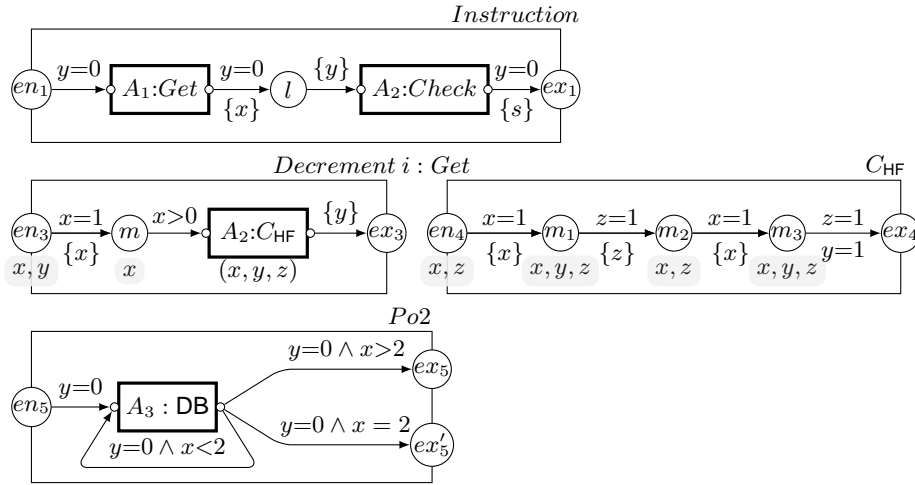 Instruction
en₁ y=0 A₁:Get y=0 {x} l {y} A₂:Check y=0 {s} ex₁
Decrement i : Get
en₃ x=1 {x} m x>0 A₂:C_HF {y} ex₃
x, y x (x, y, z)
C_HF
en₄ x=1 {x} m₁ z=1 {z} m₂ x=1 {x} m₃ z=1 y=1 ex₄
x, z x, y, z x, z x, y, z
Po2
y=0 ∧ x>2 ex₅
en₅ y=0 A₃ : DB
y=0 ∧ x = 2 ex′₅
y=0 ∧ x<2